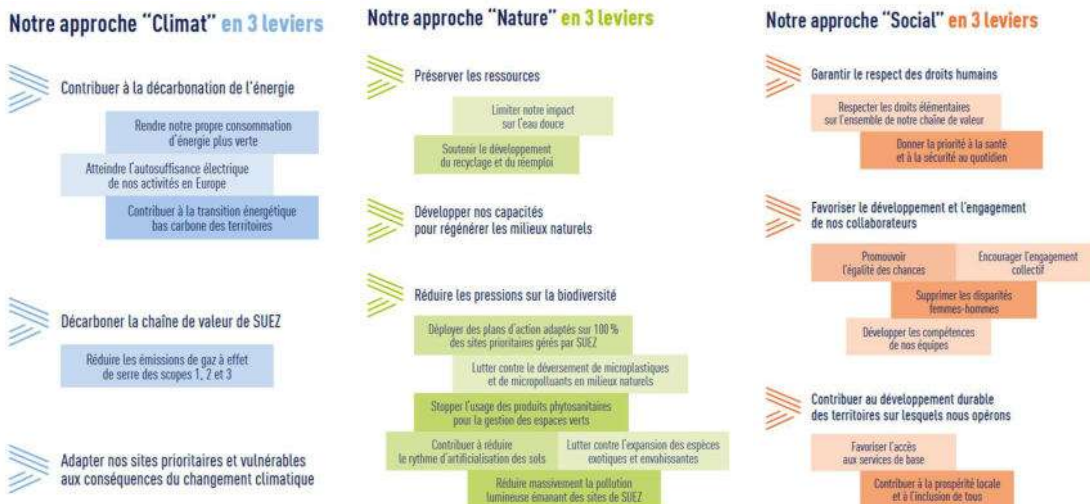 Notre approche “Climat” en 3 leviers
Contribuer à la décarbonation de l'énergie
Rendre notre propre consommation
d'énergie plus verte
Atteindre l'autosuffisance électrique
de nos activités en Europe
Contribuer à la transition énergétique
bas carbone des territoires
Décarboner la chaîne de valeur de SUEZ
Réduire les émissions de gaz à effet
de serre des scopes 1, 2 et 3
Adapter nos sites prioritaires et vulnérables
aux conséquences du changement climatique
Notre approche “Nature” en 3 leviers
Préserver les ressources
Limiter notre impact
sur l'eau douce
Soutenir le développement
du recyclage et du réemploi
Développer nos capacités
pour régénérer les milieux naturels
Réduire les pressions sur la biodiversité
Déployer des plans d'action adaptés sur 100 %
des sites prioritaires gérés par SUEZ
Lutter contre le déversement de microplastiques
et de micropolluants en milieux naturels
Stopper l'usage des produits phytosanitaires
pour la gestion des espaces verts
Contribuer à réduire
le rythme d'artificialisation des sols
Lutter contre l'expansion des espèces
exotiques et envahissantes
Réduire massivement la pollution
lumineuse émanant des sites de SUEZ
Notre approche “Social” en 3 leviers
Garantir le respect des droits humains
Respecter les droits élémentaires
sur l'ensemble de notre chaîne de valeur
Donner la priorité à la santé
et à la sécurité au quotidien
Favoriser le développement et l'engagement
de nos collaborateurs
Promouvoir
l'égalité des chances
Encourager l'engagement
collectif
Supprimer les disparités
femmes-hommes
Développer les compétences
de nos équipes
Contribuer au développement durable
des territoires sur lesquels nous opérons
Favoriser l'accès
aux services de base
Contribuer à la prospérité locale
et à l'inclusion de tous